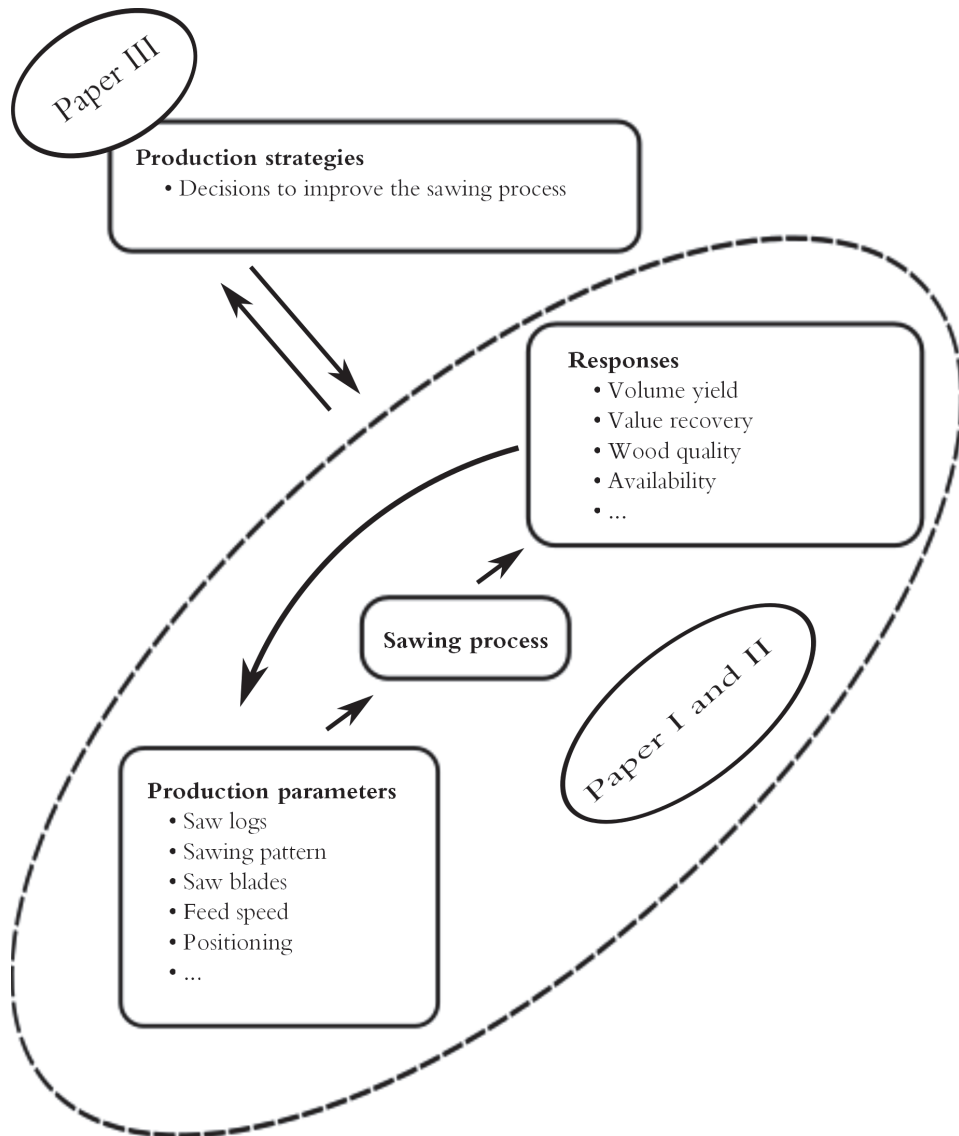 Paper III
Production strategies
• Decisions to improve the sawing process
Responses
• Volume yield
• Value recovery
• Wood quality
• Availability
• ...
Sawing process
Paper I and II
Production parameters
• Saw logs
• Sawing pattern
• Saw blades
• Feed speed
• Positioning
• ...